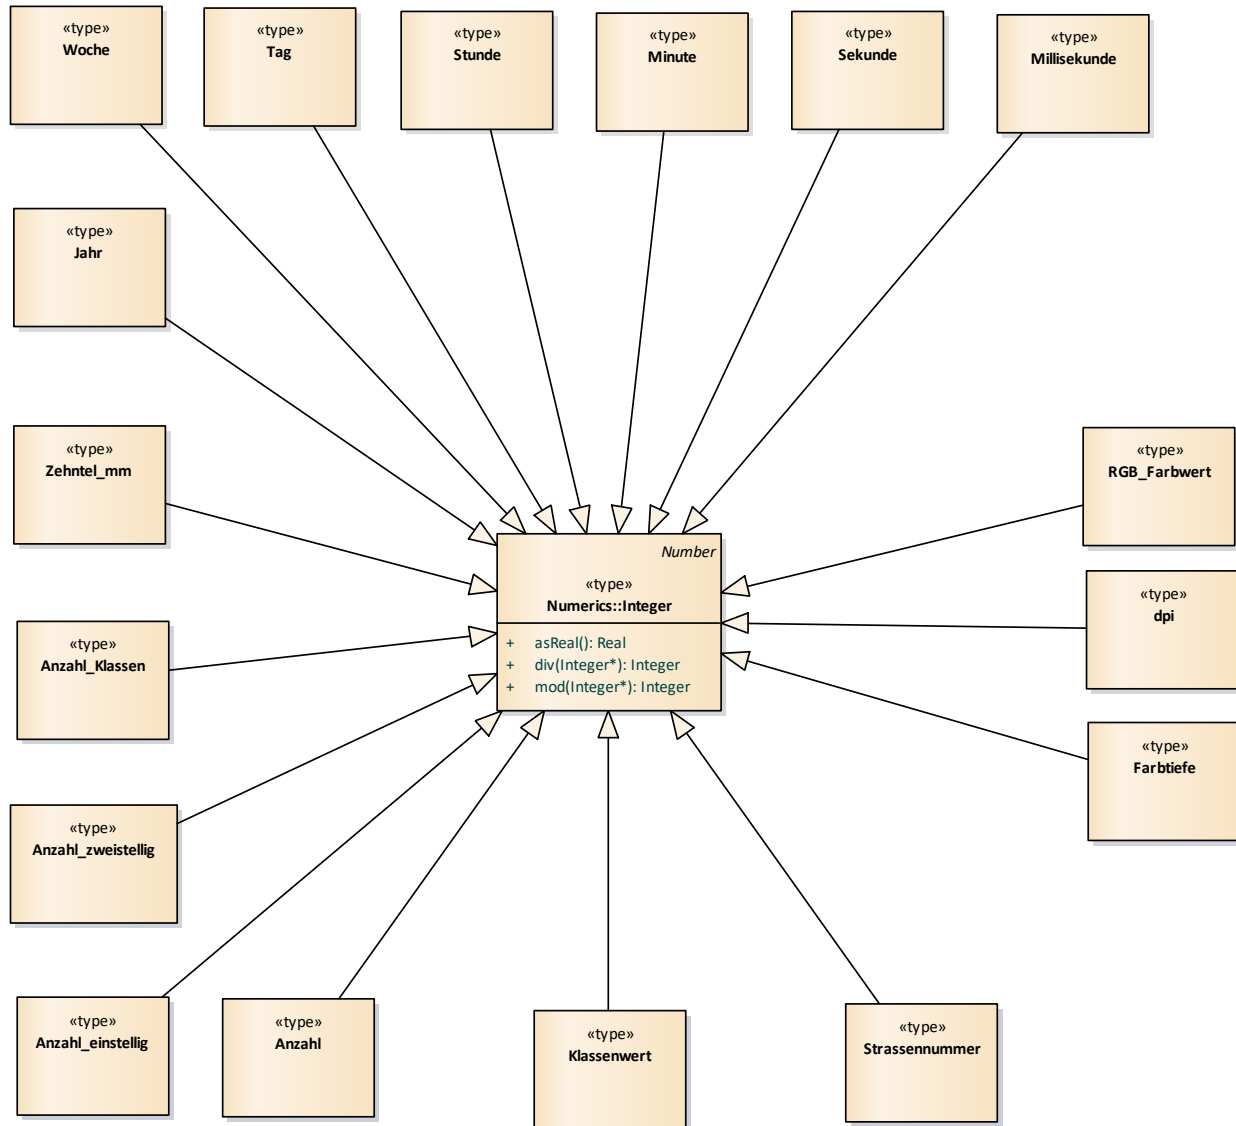 «type»
Woche
«type»
Tag
«type»
Stunde
«type»
Minute
«type»
Sekunde
«type»
Millisekunde
«type»
Jahr
«type»
Zehntel_mm
«type»
RGB_Farbwert
Number
«type»
Numerics::Integer
+ asReal(): Real
+ div(Integer*): Integer
+ mod(Integer*): Integer
«type»
dpi
«type»
Anzahl_Klassen
«type»
Farbtiefe
«type»
Anzahl_zweistellig
«type»
Anzahl_einstellig
«type»
Anzahl
«type»
Klassenwert
«type»
Strassennummer